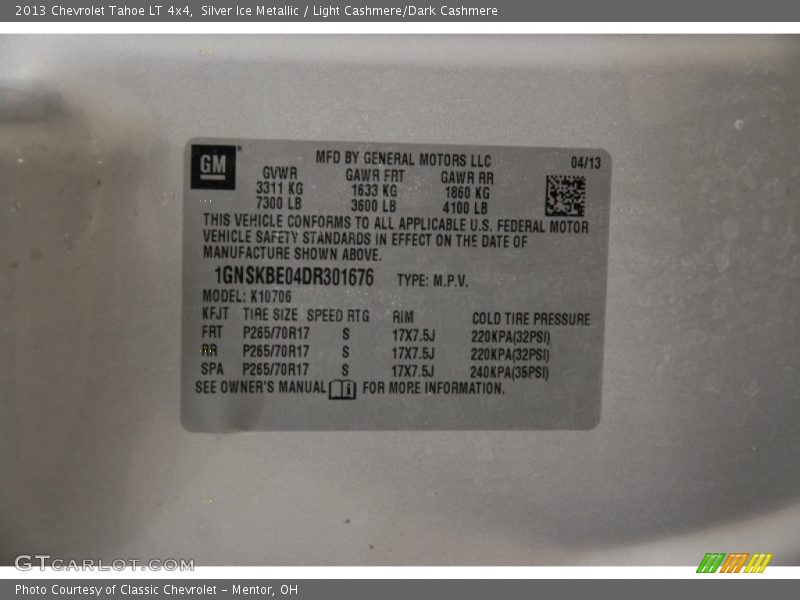 2013 Chevrolet Tahoe LT 4x4, Silver Ice Metallic / Light Cashmere/Dark Cashmere
GM
MFD BY GENERAL MOTORS LLC 04/13
GVWR GAWR FRT GAWR RR
3311 KG 1633 KG 1860 KG
7300 LB 3600 LB 4100 LB
THIS VEHICLE CONFORMS TO ALL APPLICABLE U.S. FEDERAL MOTOR
VEHICLE SAFETY STANDARDS IN EFFECT ON THE DATE OF
MANUFACTURE SHOWN ABOVE.
1GNSKBE04DR301676 TYPE: M.P.V.
MODEL: K10706
KFJT TIRE SIZE SPEED RTG RIM COLD TIRE PRESSURE
FRT P265/70R17 S 17X7.5J 220KPA(32PSI)
RR P265/70R17 S 17X7.5J 220KPA(32PSI)
SPA P265/70R17 S 17X7.5J 240KPA(35PSI)
SEE OWNER'S MANUAL FOR MORE INFORMATION.
GTCARLOT.COM
Photo Courtesy of Classic Chevrolet - Mentor, OH